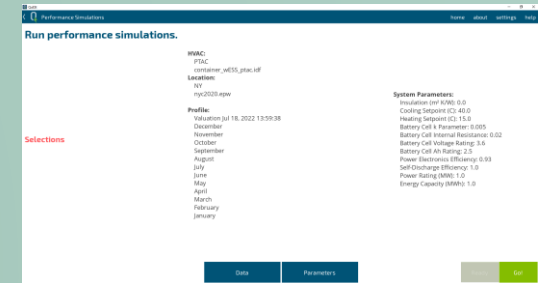 Performance Simulations
home about settings help
Run performance simulations.
HVAC:
PTAC
container_wESS_ptac.idf
Location:
NY
nyc2020.epw
Profile:
Valuation Jul 18, 2022 13:59:38
December
November
October
September
August
July
June
May
April
March
February
January
Selections
System Parameters:
Insulation (m² K/W): 0.0
Cooling Setpoint (C): 40.0
Heating Setpoint (C): 15.0
Battery Cell k Parameter: 0.005
Battery Cell Internal Resistance: 0.02
Battery Cell Voltage Rating: 3.6
Battery Cell Ah Rating: 2.5
Power Electronics Efficiency: 0.93
Self-Discharge Efficiency: 1.0
Power Rating (MW): 1.0
Energy Capacity (MWh): 1.0
Data
Parameters
Go!